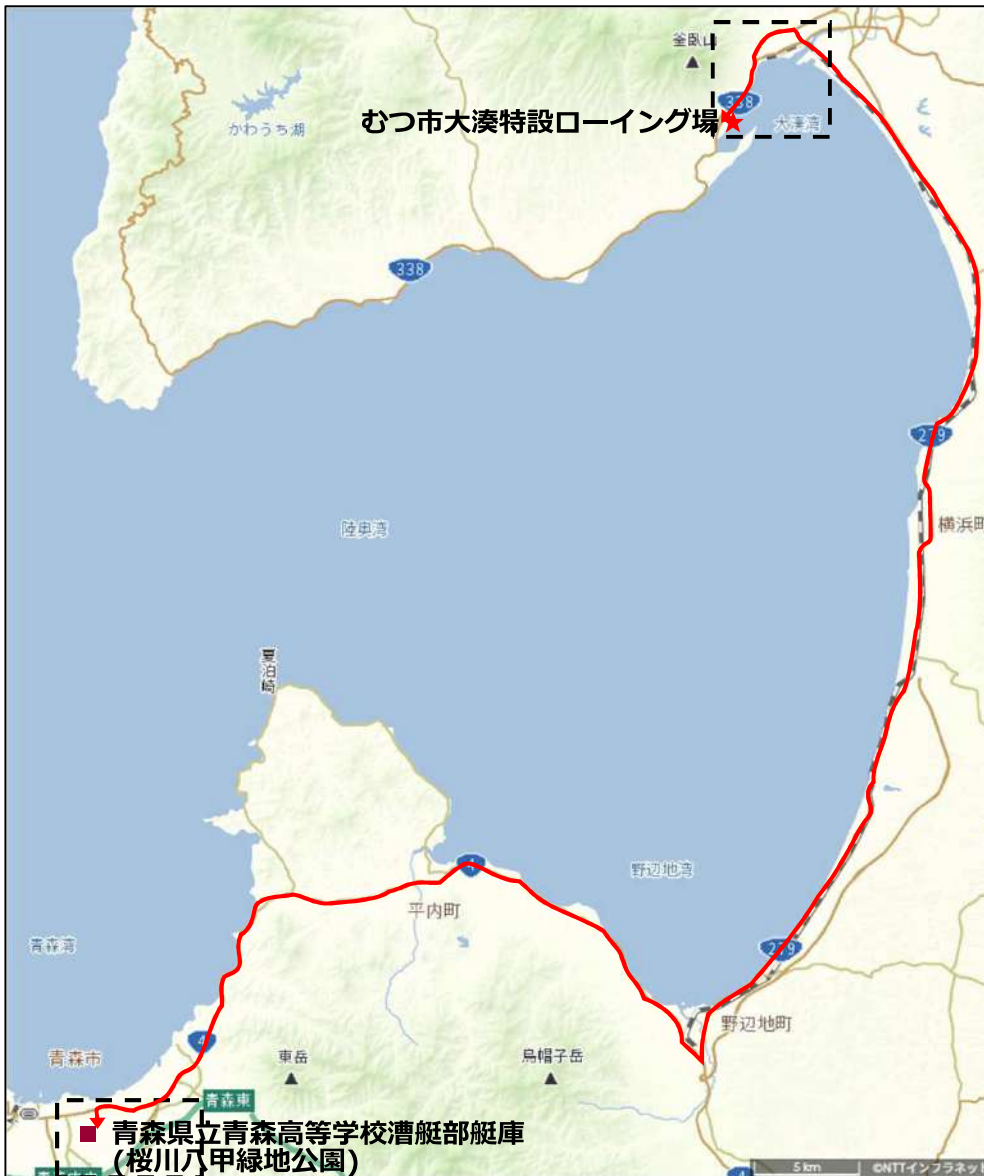 釜臥山
かわうち湖
338
むつ市大湊特設ローイング場
大湊湾
338
279
横浜町
陸奥湾
夏泊崎
4
野辺地湾
平内町
青森湾
279
野辺地町
4
青森市
東岳
烏帽子岳
青森東
青森県立青森高等学校漕艇部艇庫
(桜川八甲緑地公園)
4
5 km
©NTTインフラネット